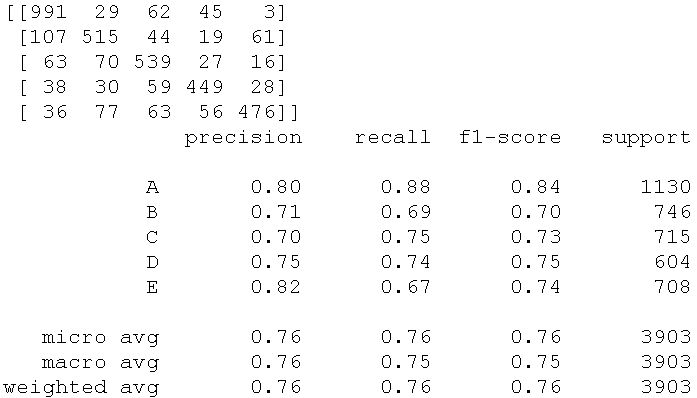 [[991 29 62 45 3]
[107 515 44 19 61]
[ 63 70 539 27 16]
[ 38 30 59 449 28]
[ 36 77 63 56 476]]
precision recall f1-score support
A 0.80 0.88 0.84 1130
B 0.71 0.69 0.70 746
C 0.70 0.75 0.73 715
D 0.75 0.74 0.75 604
E 0.82 0.67 0.74 708
micro avg 0.76 0.76 0.76 3903
macro avg 0.76 0.75 0.75 3903
weighted avg 0.76 0.76 0.76 3903